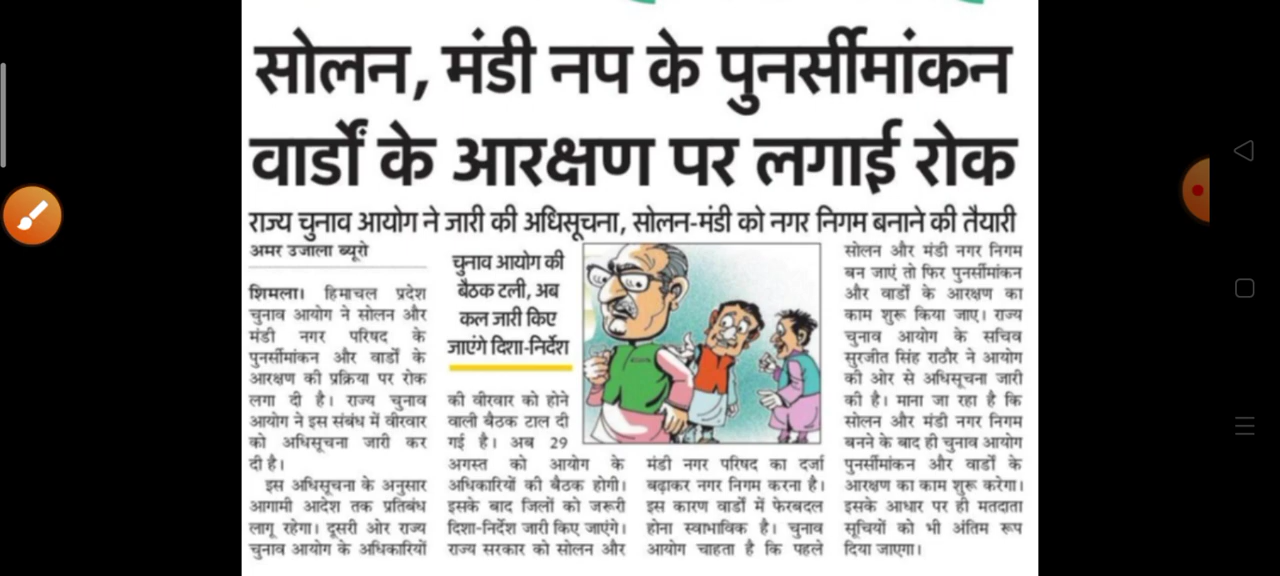 सोलन, मंडी नप के पुनर्सीमांकन
वार्डों के आरक्षण पर लगाई रोक
राज्य चुनाव आयोग ने जारी की अधिसूचना, सोलन-मंडी को नगर निगम बनाने की तैयारी
अमर उजाला ब्यूरो
शिमला। हिमाचल प्रदेश
चुनाव आयोग ने सोलन और
मंडी नगर परिषद के
पुनर्सीमांकन और वार्डों के
आरक्षण की प्रक्रिया पर रोक
लगा दी है। राज्य चुनाव
आयोग ने इस संबंध में वीरवार
को अधिसूचना जारी कर
दी है।
इस अधिसूचना के अनुसार
आगामी आदेश तक प्रतिबंध
लागू रहेगा। दूसरी ओर राज्य
चुनाव आयोग के अधिकारियों
चुनाव आयोग की
बैठक टली, अब
कल जारी किए
जाएंगे दिशा-निर्देश
की वीरवार को होने
वाली बैठक टाल दी
गई है। अब 29
अगस्त को आयोग के
अधिकारियों की बैठक होगी।
इसके बाद जिलों को जरूरी
दिशा-निर्देश जारी किए जाएंगे।
राज्य सरकार को सोलन और
मंडी नगर परिषद का दर्जा
बढ़ाकर नगर निगम करना है।
इस कारण वार्डों में फेरबदल
होना स्वाभाविक है। चुनाव
आयोग चाहता है कि पहले
सोलन और मंडी नगर निगम
बन जाएं तो फिर पुनर्सीमांकन
और वार्डों के आरक्षण का
काम शुरू किया जाए। राज्य
चुनाव आयोग के सचिव
सुरजीत सिंह राठौर ने आयोग
की ओर से अधिसूचना जारी
की है। माना जा रहा है कि
सोलन और मंडी नगर निगम
बनने के बाद ही चुनाव आयोग
पुनर्सीमांकन और वार्डों के
आरक्षण का काम शुरू करेगा।
इसके आधार पर ही मतदाता
सूचियों को भी अंतिम रूप
दिया जाएगा।